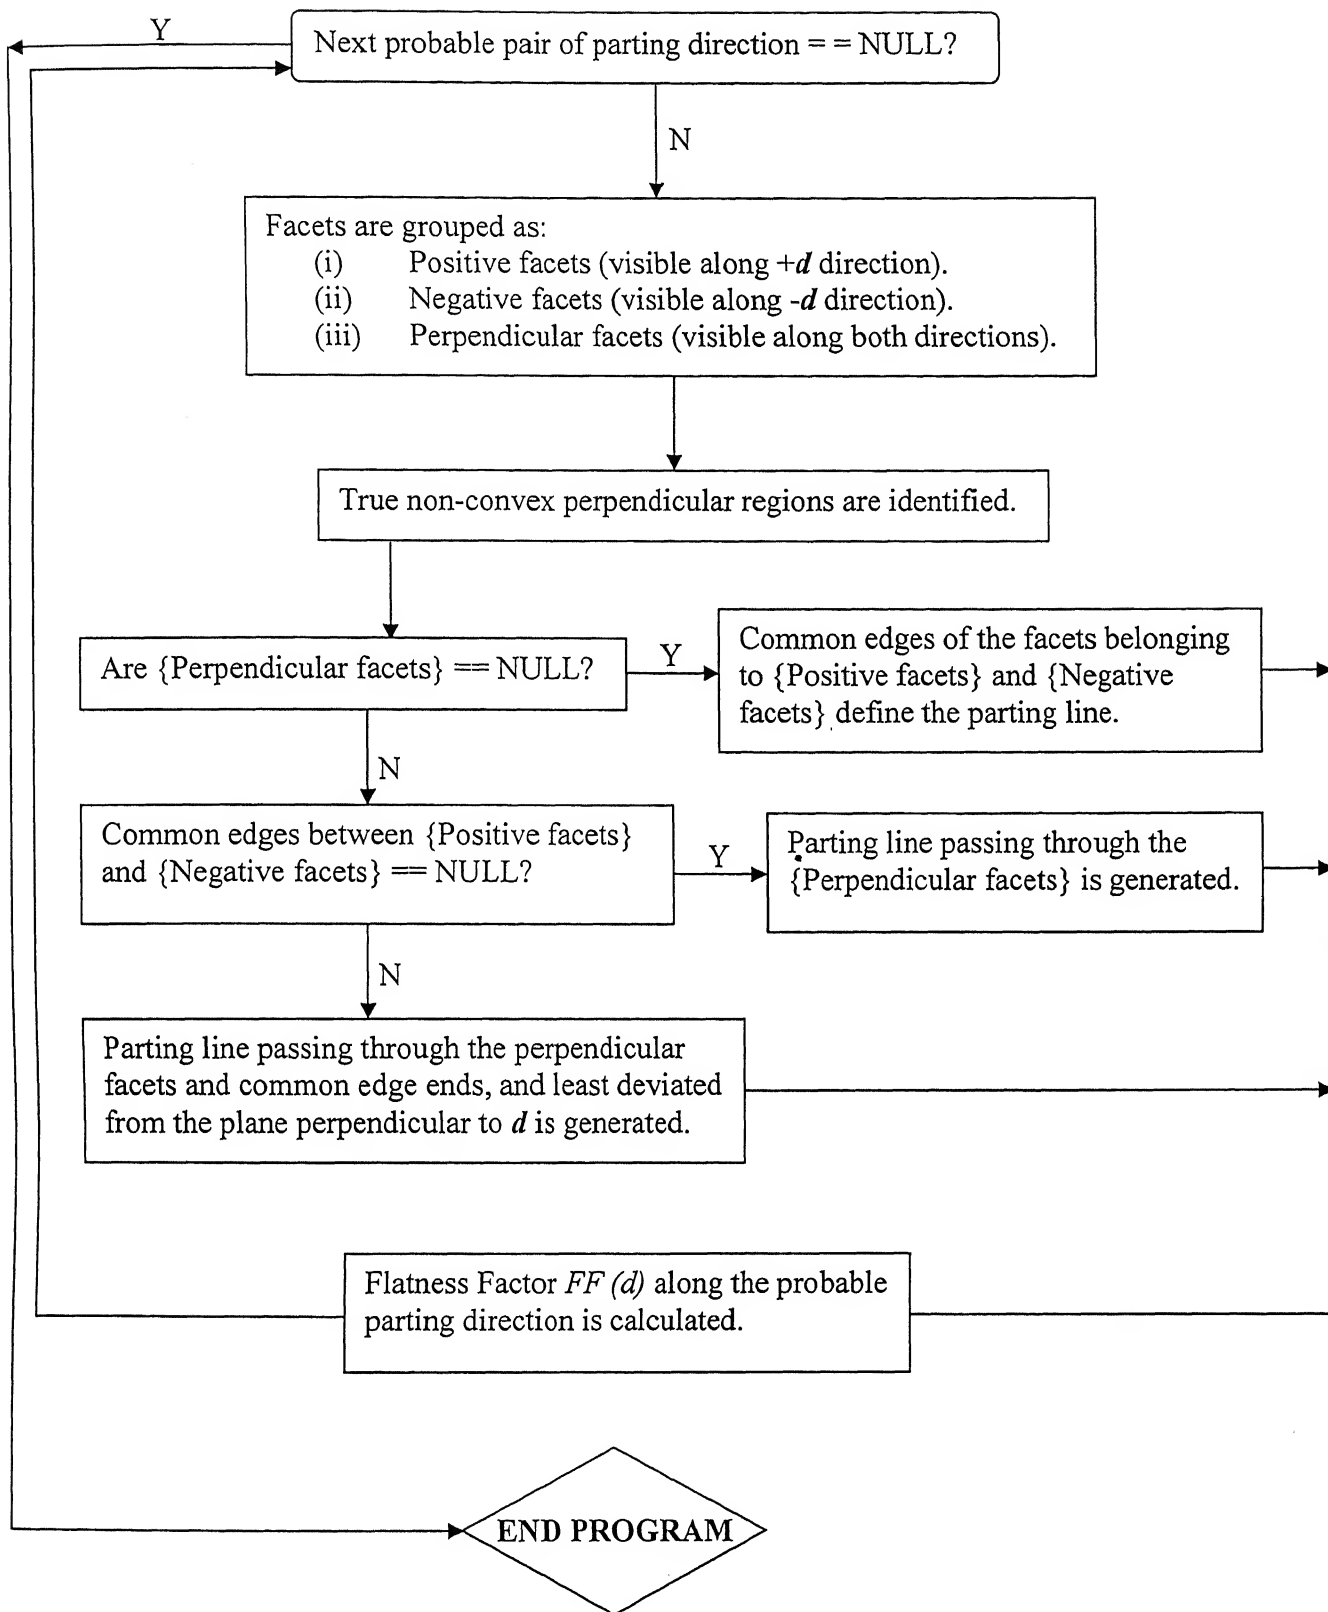 Y
Next probable pair of parting direction = = NULL?
N
Facets are grouped as:
(i) Positive facets (visible along +d direction).
(ii) Negative facets (visible along -d direction).
(iii) Perpendicular facets (visible along both directions).
True non-convex perpendicular regions are identified.
Are {Perpendicular facets} == NULL?
Y
Common edges of the facets belonging
to {Positive facets} and {Negative
facets} define the parting line.
N
Common edges between {Positive facets}
and {Negative facets} == NULL?
Y
Parting line passing through the
{Perpendicular facets} is generated.
N
Parting line passing through the perpendicular
facets and common edge ends, and least deviated
from the plane perpendicular to d is generated.
Flatness Factor FF (d) along the probable
parting direction is calculated.
END PROGRAM